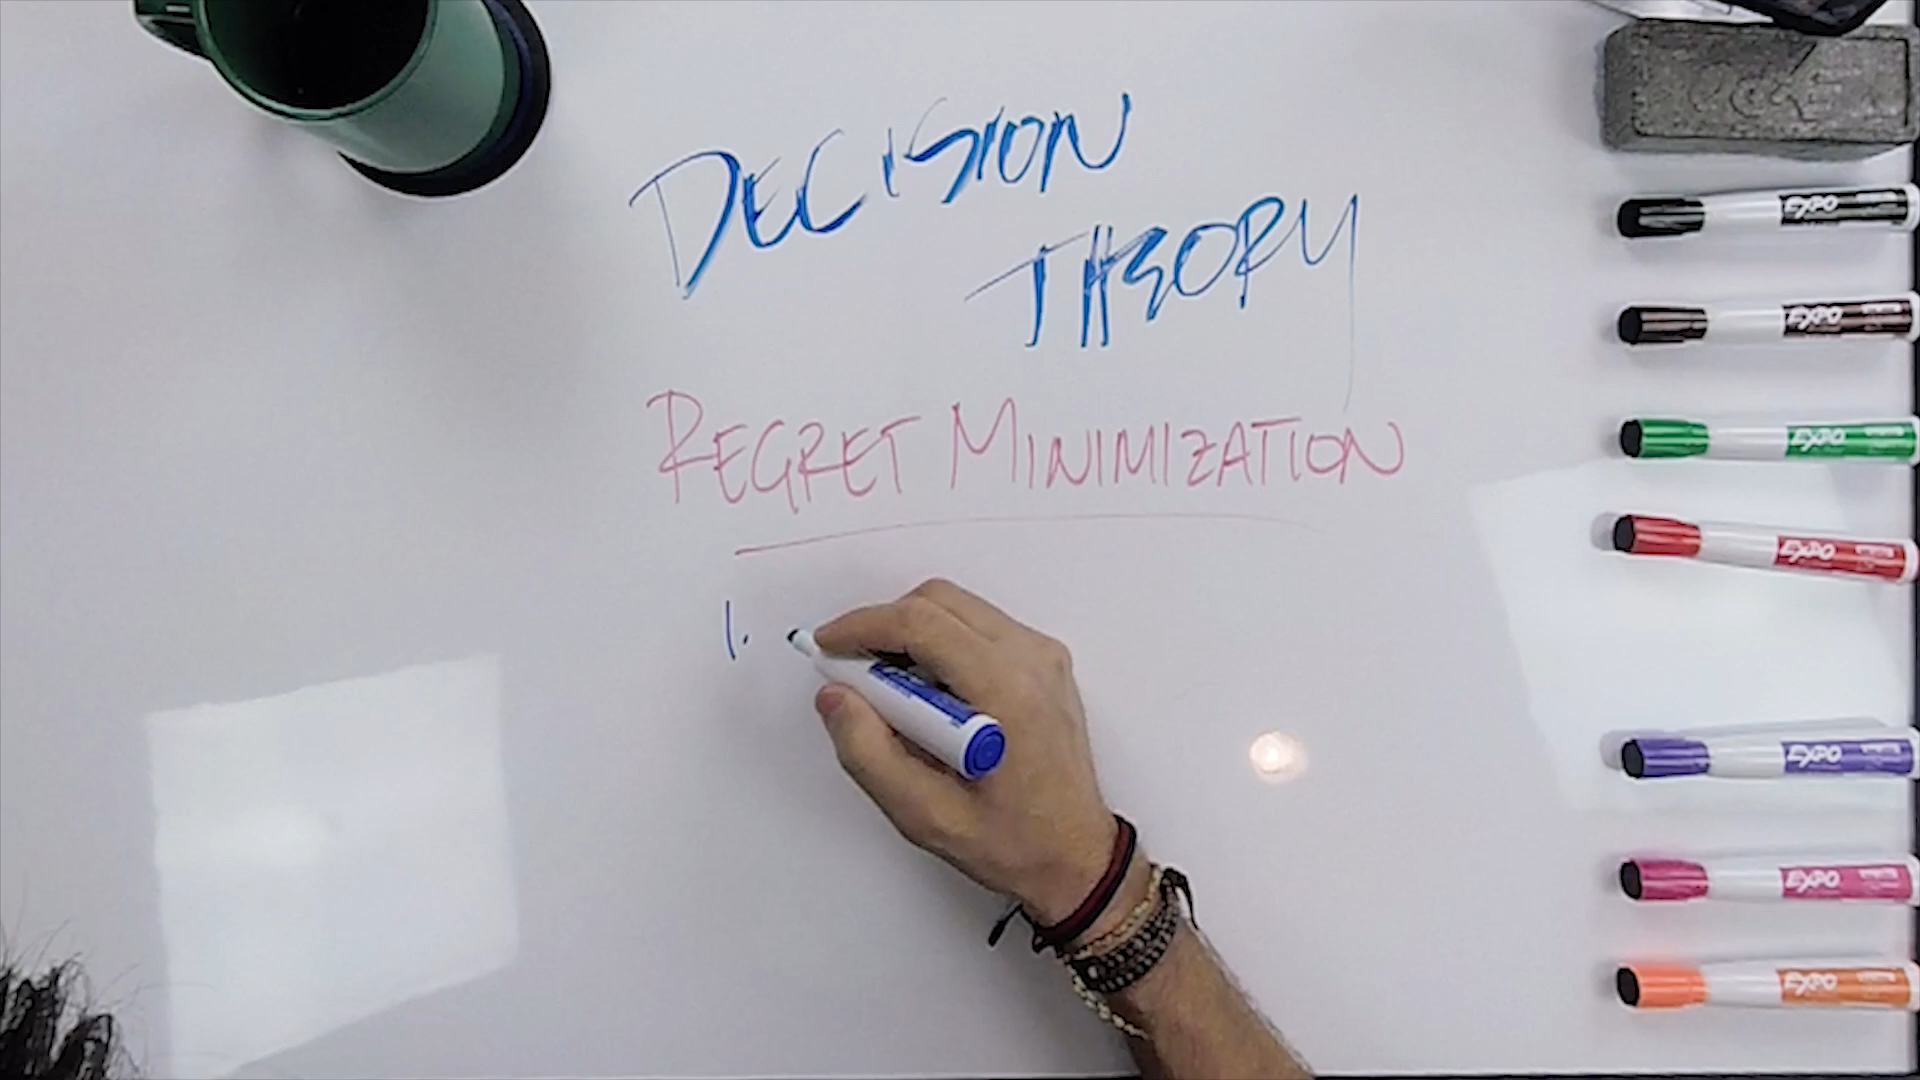 DECISION
THEORY
REGRET MINIMIZATION
1.
EXPO
EXPO
EXPO
EXPO
EXPO
EXPO
EXPO